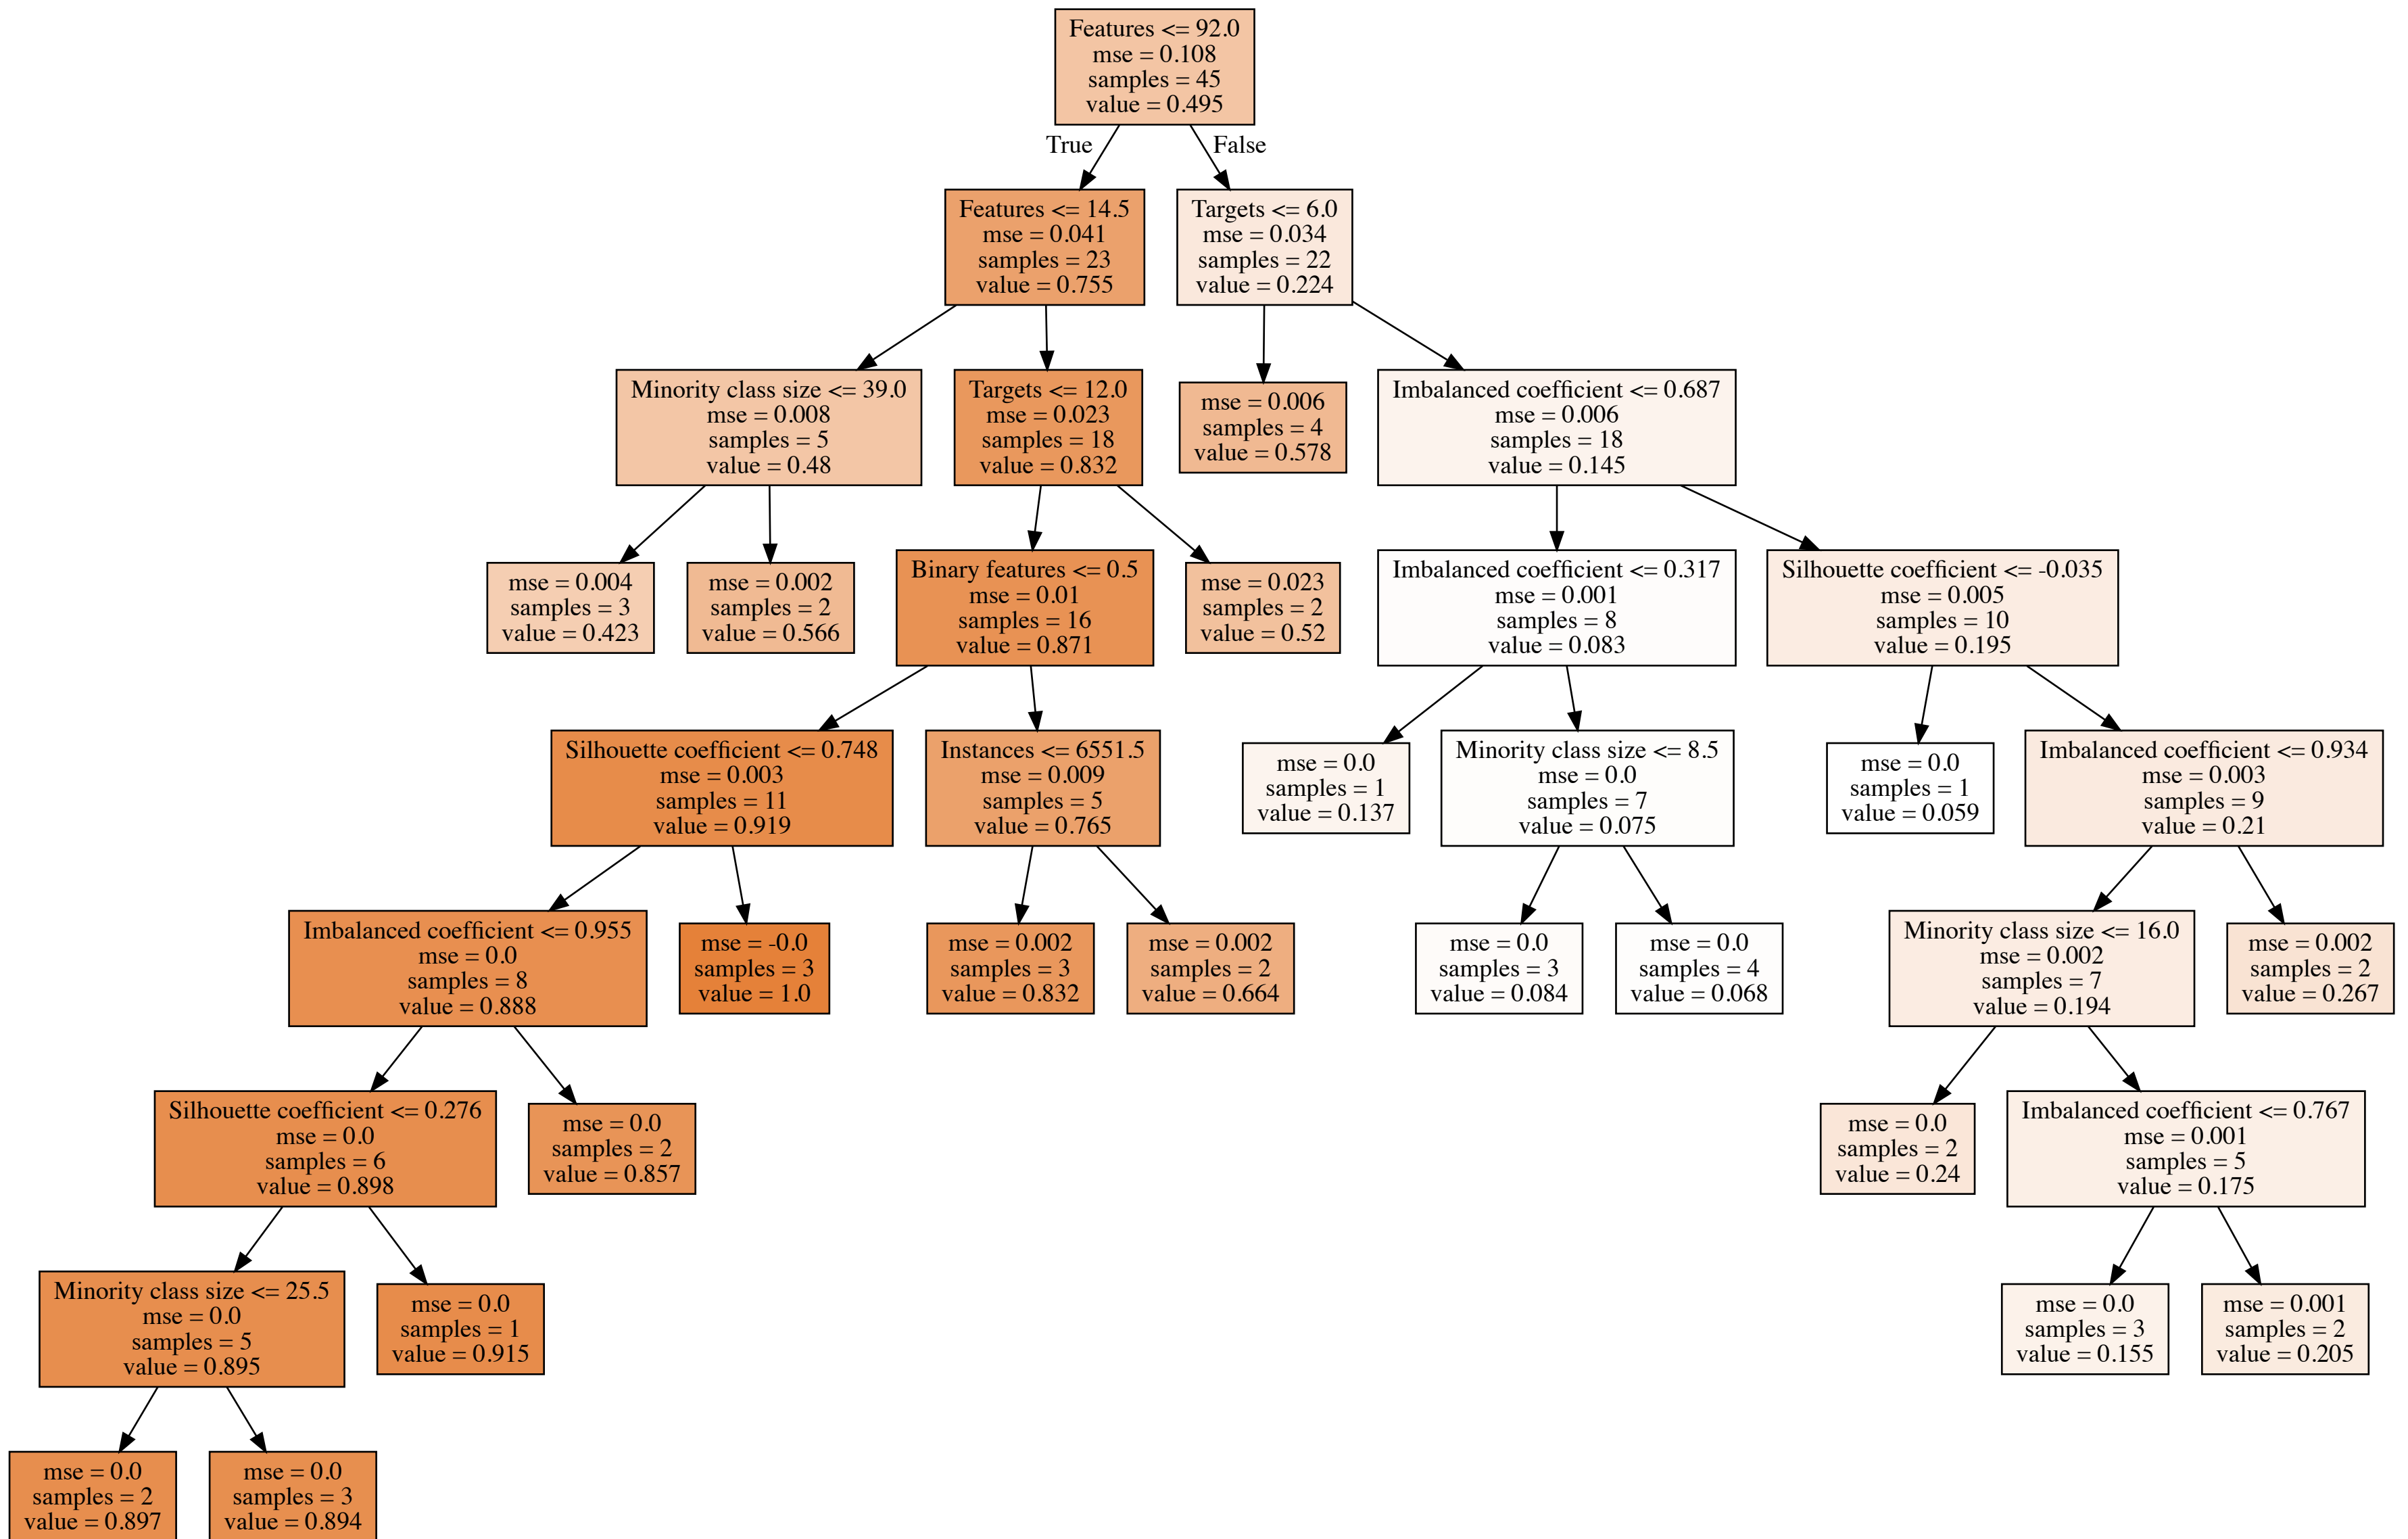 Features <= 92.0
mse = 0.108
samples = 45
value = 0.495
True
False
Features <= 14.5
mse = 0.041
samples = 23
value = 0.755
Targets <= 6.0
mse = 0.034
samples = 22
value = 0.224
Minority class size <= 39.0
mse = 0.008
samples = 5
value = 0.48
Targets <= 12.0
mse = 0.023
samples = 18
value = 0.832
mse = 0.006
samples = 4
value = 0.578
Imbalanced coefficient <= 0.687
mse = 0.006
samples = 18
value = 0.145
mse = 0.004
samples = 3
value = 0.423
mse = 0.002
samples = 2
value = 0.566
Binary features <= 0.5
mse = 0.01
samples = 16
value = 0.871
mse = 0.023
samples = 2
value = 0.52
Imbalanced coefficient <= 0.317
mse = 0.001
samples = 8
value = 0.083
Silhouette coefficient <= -0.035
mse = 0.005
samples = 10
value = 0.195
Silhouette coefficient <= 0.748
mse = 0.003
samples = 11
value = 0.919
Instances <= 6551.5
mse = 0.009
samples = 5
value = 0.765
mse = 0.0
samples = 1
value = 0.137
Minority class size <= 8.5
mse = 0.0
samples = 7
value = 0.075
mse = 0.0
samples = 1
value = 0.059
Imbalanced coefficient <= 0.934
mse = 0.003
samples = 9
value = 0.21
Imbalanced coefficient <= 0.955
mse = 0.0
samples = 8
value = 0.888
mse = -0.0
samples = 3
value = 1.0
mse = 0.002
samples = 3
value = 0.832
mse = 0.002
samples = 2
value = 0.664
mse = 0.0
samples = 3
value = 0.084
mse = 0.0
samples = 4
value = 0.068
Minority class size <= 16.0
mse = 0.002
samples = 7
value = 0.194
mse = 0.002
samples = 2
value = 0.267
Silhouette coefficient <= 0.276
mse = 0.0
samples = 6
value = 0.898
mse = 0.0
samples = 2
value = 0.857
mse = 0.0
samples = 2
value = 0.24
Imbalanced coefficient <= 0.767
mse = 0.001
samples = 5
value = 0.175
Minority class size <= 25.5
mse = 0.0
samples = 5
value = 0.895
mse = 0.0
samples = 1
value = 0.915
mse = 0.0
samples = 3
value = 0.155
mse = 0.001
samples = 2
value = 0.205
mse = 0.0
samples = 2
value = 0.897
mse = 0.0
samples = 3
value = 0.894